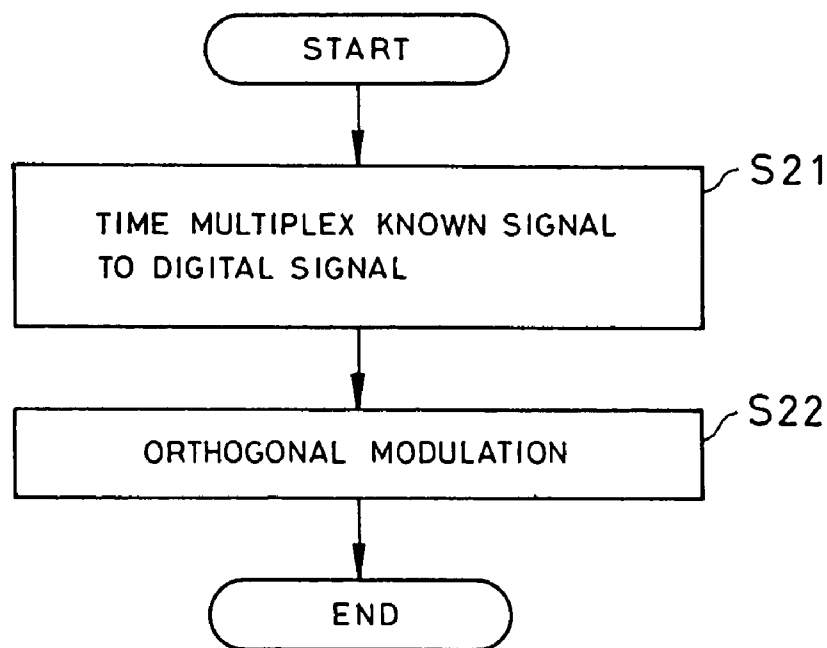 START
S21
TIME MULTIPLEX KNOWN SIGNAL
TO DIGITAL SIGNAL
S22
ORTHOGONAL MODULATION
END